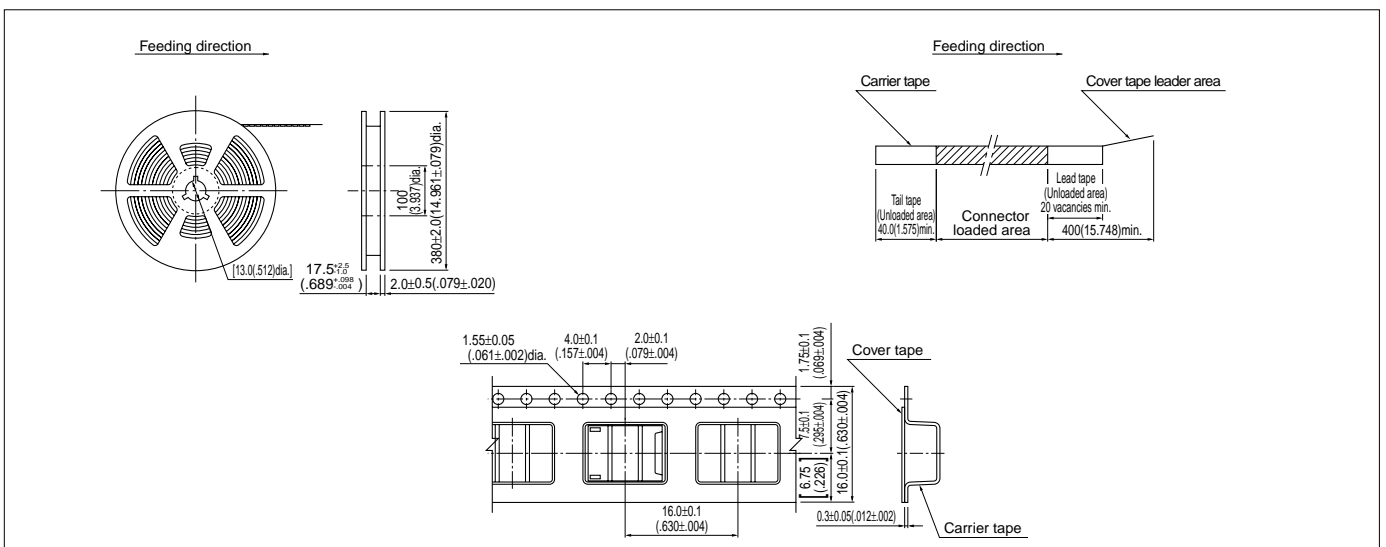 Feeding direction
[13.0(.512)dia.]
17.5+2.5-1.0
(.689+.098-.004)
2.0±0.5(.079±.020)
100
(3.937)dia.
380±2.0(14.961±.079)dia.
Feeding direction
Carrier tape
Cover tape leader area
Tail tape
(Unloaded area)
40.0(1.575)min.
Connector
loaded area
Lead tape
(Unloaded area)
20 vacancies min.
400(15.748)min.
1.55±0.05
(.061±.002)dia.
4.0±0.1
(.157±.004)
2.0±0.1
(.079±.004)
1.75±0.1
(.069±.004)
7.5±0.1
(.295±.004)
[6.75
(.226)]
16.0±0.1(.630±.004)
16.0±0.1
(.630±.004)
Cover tape
0.3±0.05(.012±.002)
Carrier tape